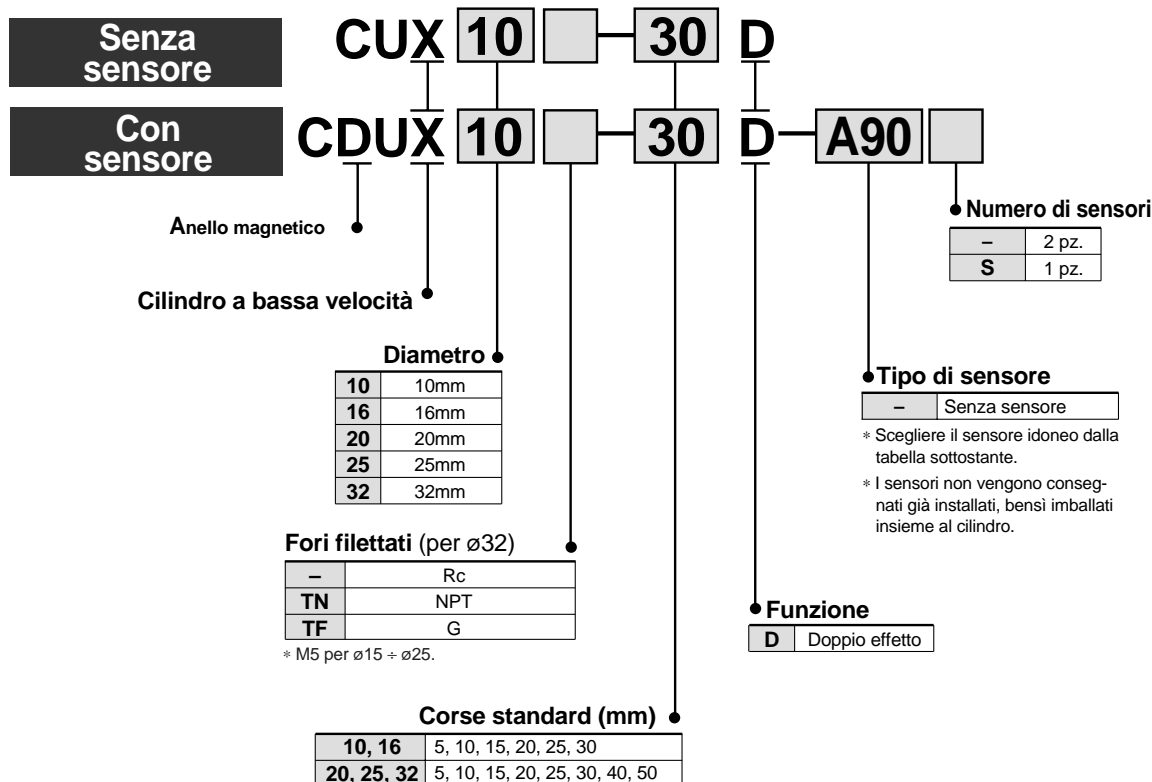 Senza
sensore
CUX 10 – 30 D
Con
sensore
CDUX 10 – 30 D – A90
Anello magnetico
Numero di sensori
– 2 pz.
S 1 pz.
Cilindro a bassa velocità
Diametro
10 10mm
16 16mm
20 20mm
25 25mm
32 32mm
Tipo di sensore
– Senza sensore
* Scegliere il sensore idoneo dalla
tabella sottostante.
* I sensori non vengono conseg-
nati già installati, bensì imballati
insieme al cilindro.
Fori filettati (per ø32)
– Rc
TN NPT
TF G
* M5 per ø15 ÷ ø25.
Funzione
D Doppio effetto
Corse standard (mm)
10, 16 5, 10, 15, 20, 25, 30
20, 25, 32 5, 10, 15, 20, 25, 30, 40, 50